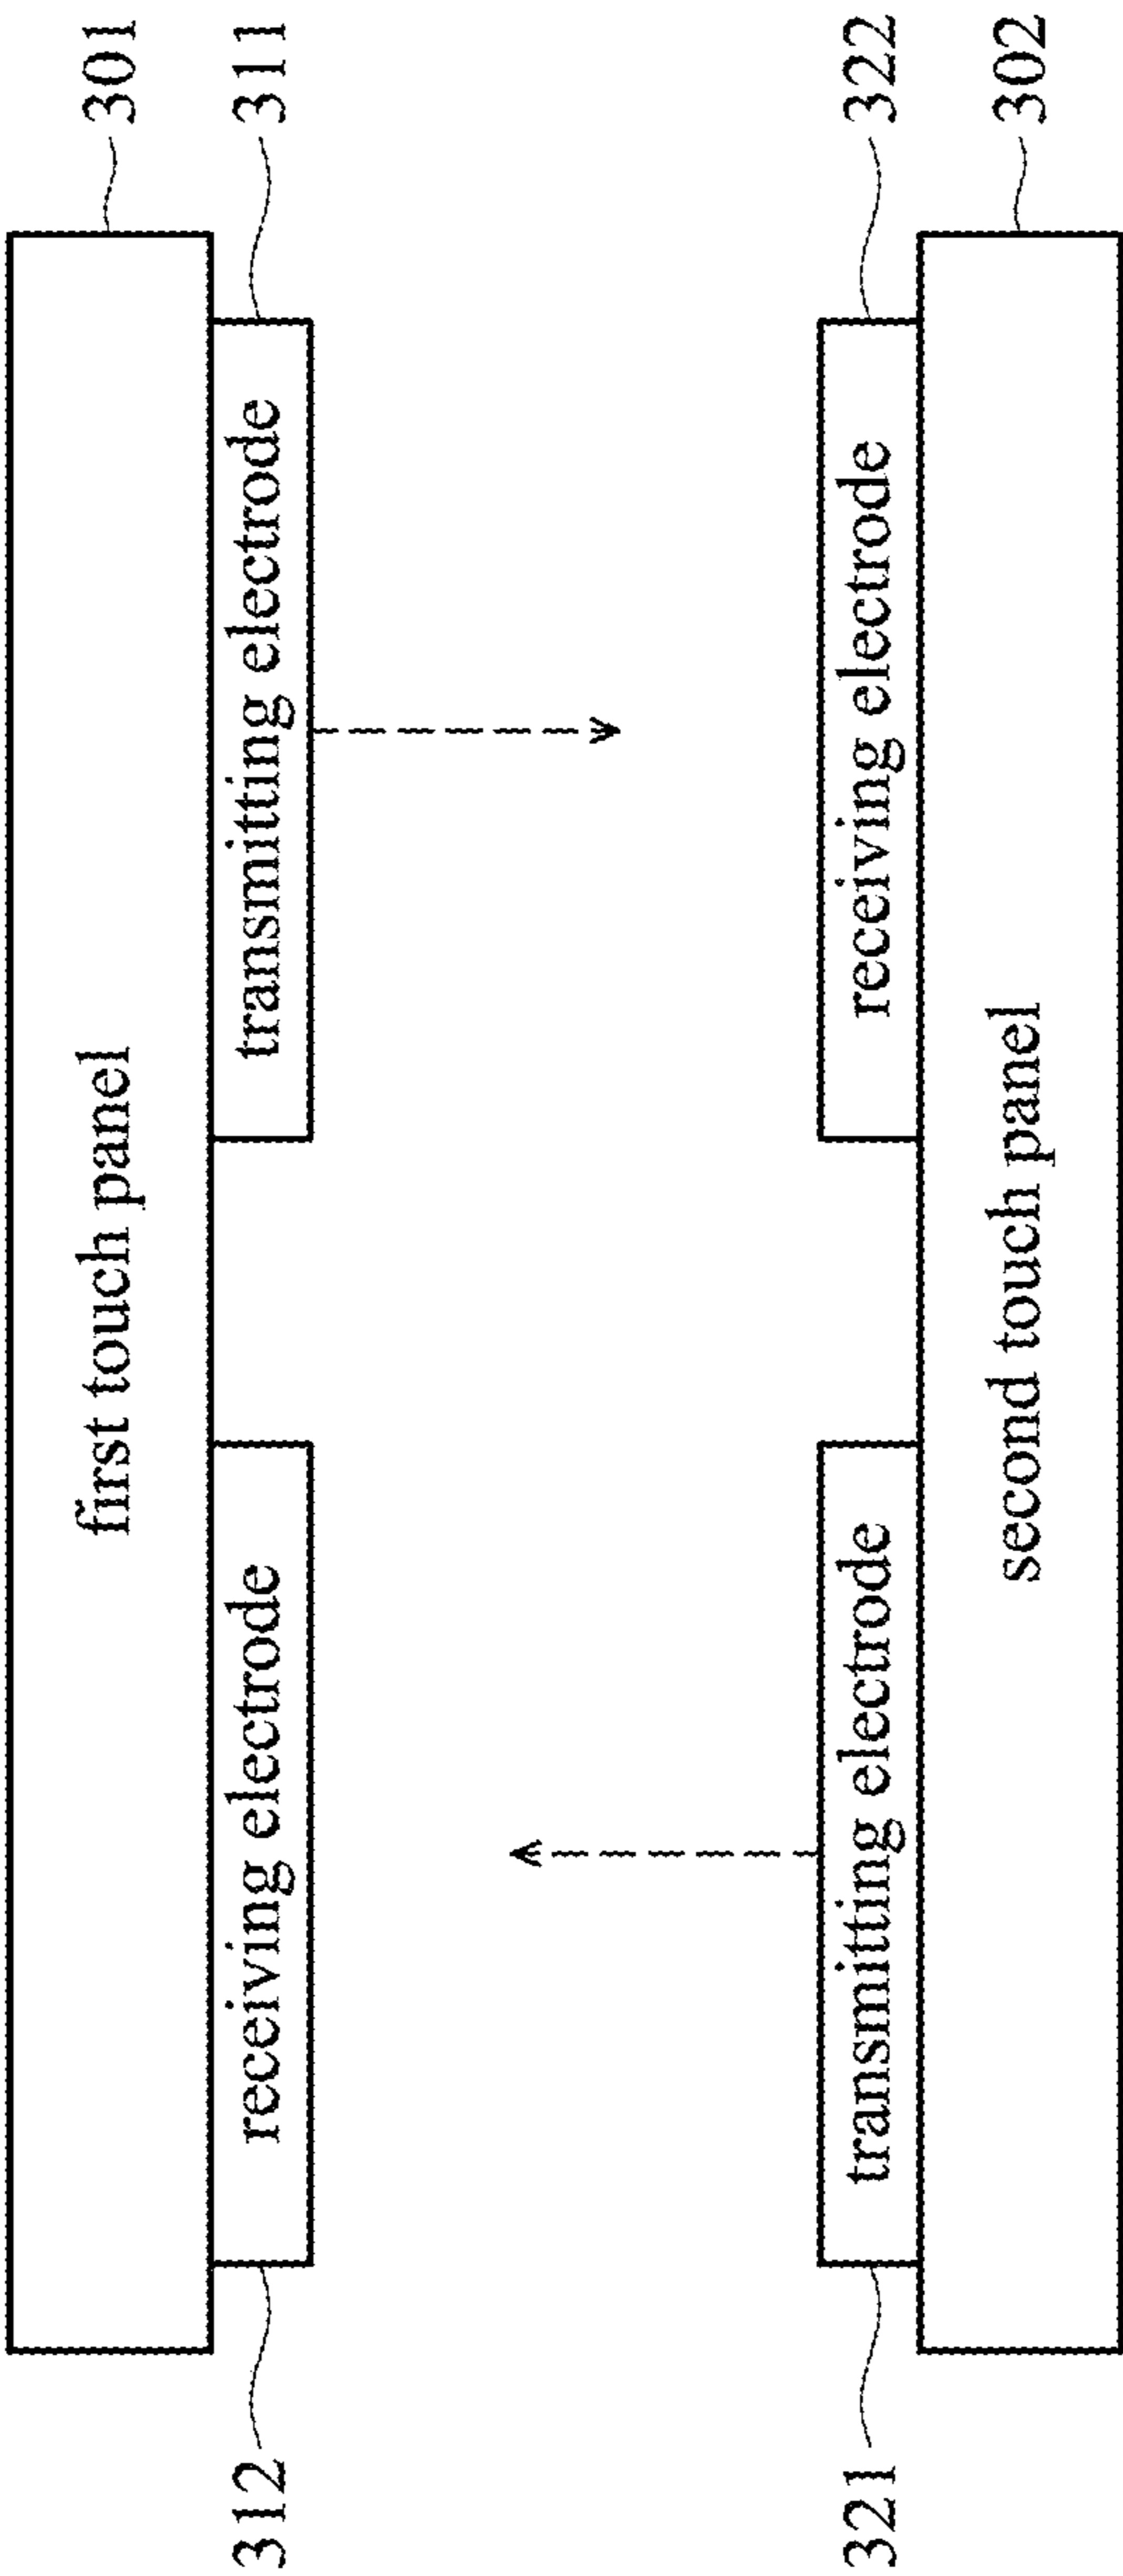 first touch panel
301
312
receiving electrode
transmitting electrode
311
321
transmitting electrode
receiving electrode
322
second touch panel
302